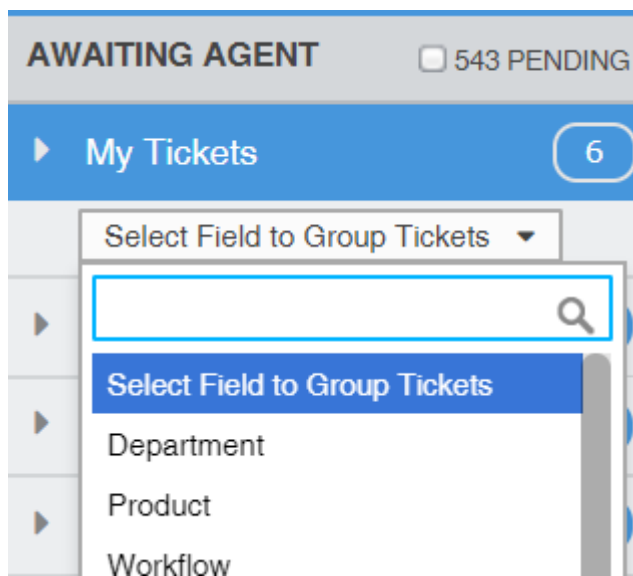 AWAITING AGENT 543 PENDING
My Tickets 6
Select Field to Group Tickets
Select Field to Group Tickets
Department
Product
Workflow